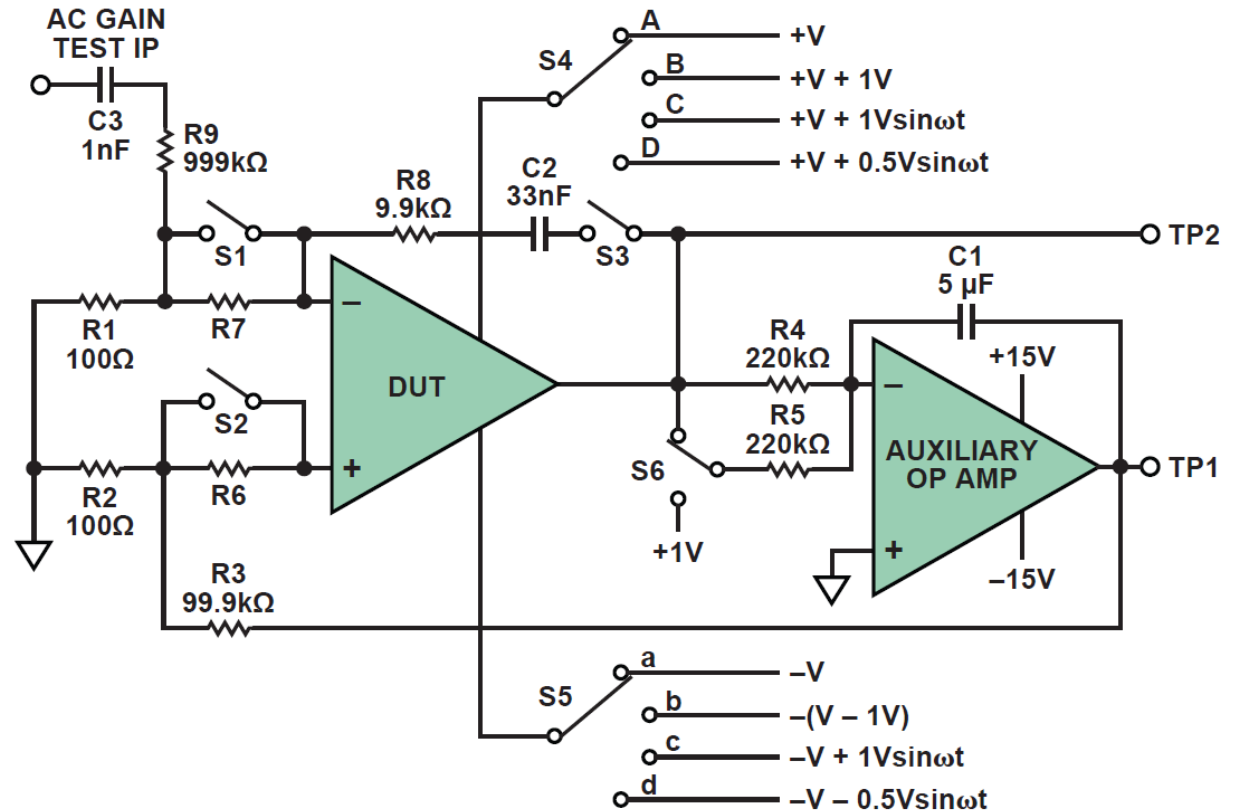 AC GAIN
TEST IP
C3
1nF
R9
999kΩ
S1
R1
100Ω
R7
S2
R2
100Ω
R6
R3
99.9kΩ
R8
9.9kΩ
C2
33nF
S3
S4
A
+V
B
+V + 1V
C
+V + 1Vsinωt
D
+V + 0.5Vsinωt
TP2
–
DUT
+
C1
5 µF
R4
220kΩ
R5
220kΩ
S6
+1V
–
+15V
AUXILIARY
OP AMP
+
–15V
TP1
S5
a
–V
b
–(V – 1V)
c
–V + 1Vsinωt
d
–V – 0.5Vsinωt